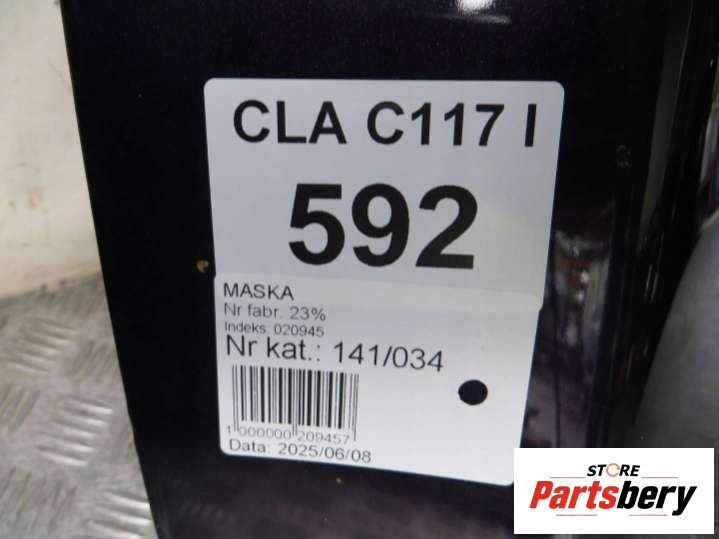 CLA C117 I
592
MASKA
Nr fabr. 23%
Indeks: 020945
Nr kat.: 141/034
1 000000 209457
Data: 2025/06/08
STORE
Partsbery